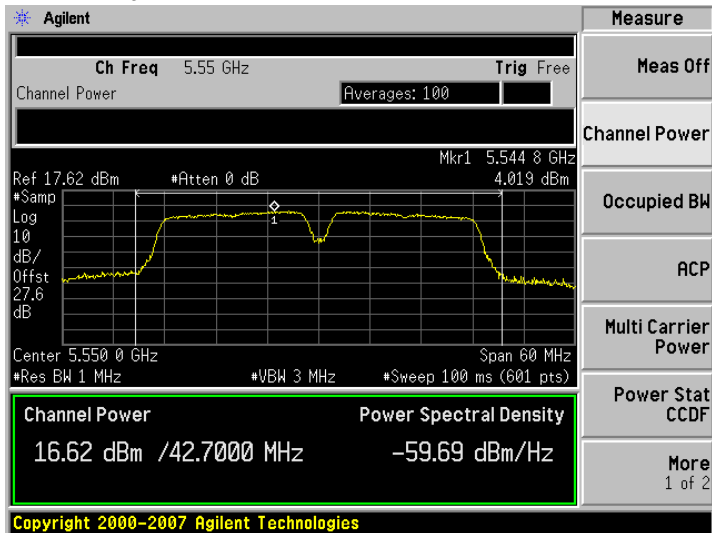 Agilent
Measure
Ch Freq 5.55 GHz Trig Free
Channel Power Averages: 100
Mkr1 5.544 8 GHz
Ref 17.62 dBm #Atten 0 dB 4.019 dBm
#Samp
Log
10
dB/
Offst
27.6
dB
1
Center 5.550 0 GHz Span 60 MHz
#Res BW 1 MHz #VBW 3 MHz #Sweep 100 ms (601 pts)
Channel Power Power Spectral Density
16.62 dBm /42.7000 MHz -59.69 dBm/Hz
Meas Off
Channel Power
Occupied BW
ACP
Multi Carrier
Power
Power Stat
CCDF
More
1 of 2
Copyright 2000-2007 Agilent Technologies